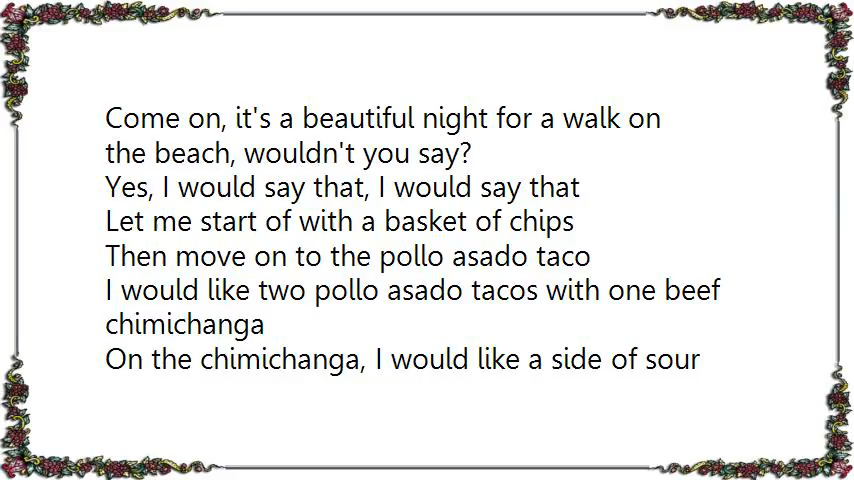 Come on, it's a beautiful night for a walk on
the beach, wouldn't you say?
Yes, I would say that, I would say that
Let me start of with a basket of chips
Then move on to the pollo asado taco
I would like two pollo asado tacos with one beef
chimichanga
On the chimichanga, I would like a side of sour